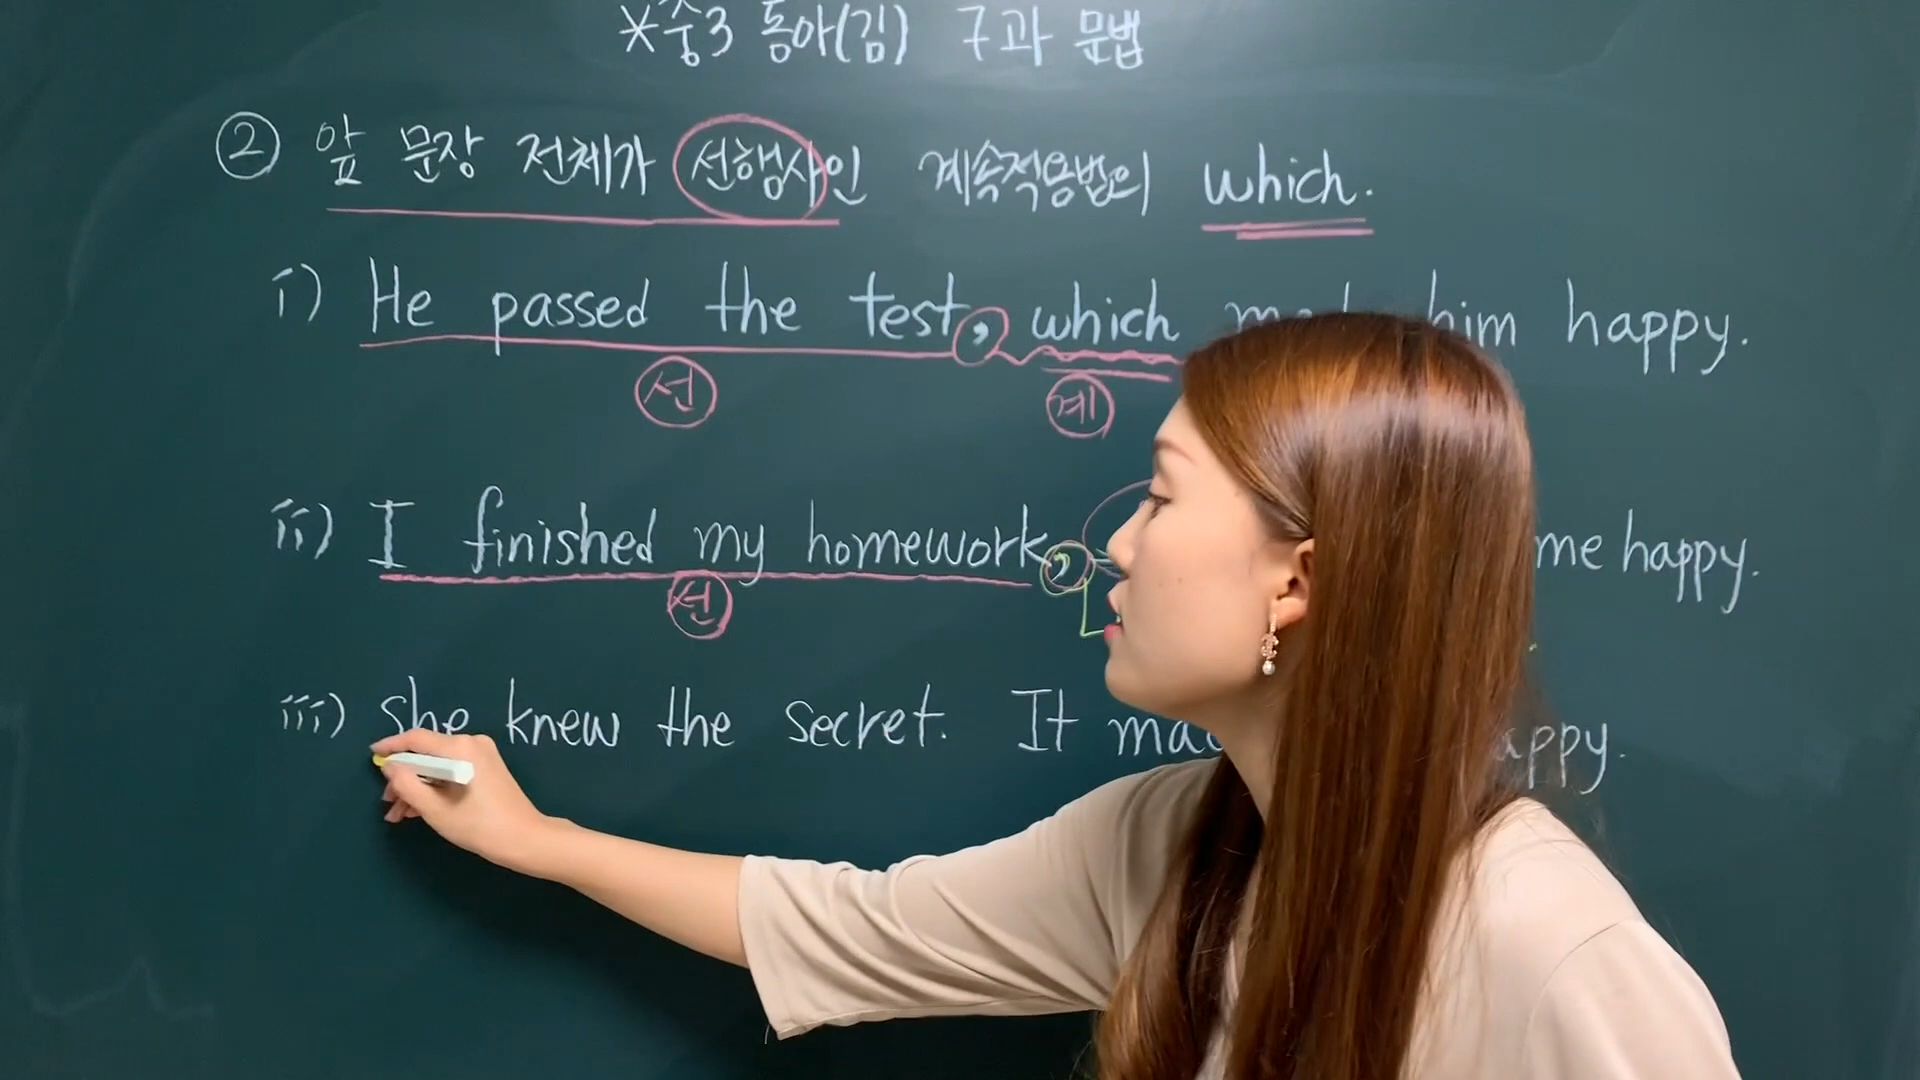 *중3 동아(김) 7과 문법
② 앞 문장 전체가 선행사인 계속적용법의 which.
i) He passed the test, which made him happy.
선 계
ii) I finished my homework, me happy.
선
iii) She knew the secret. It happy.